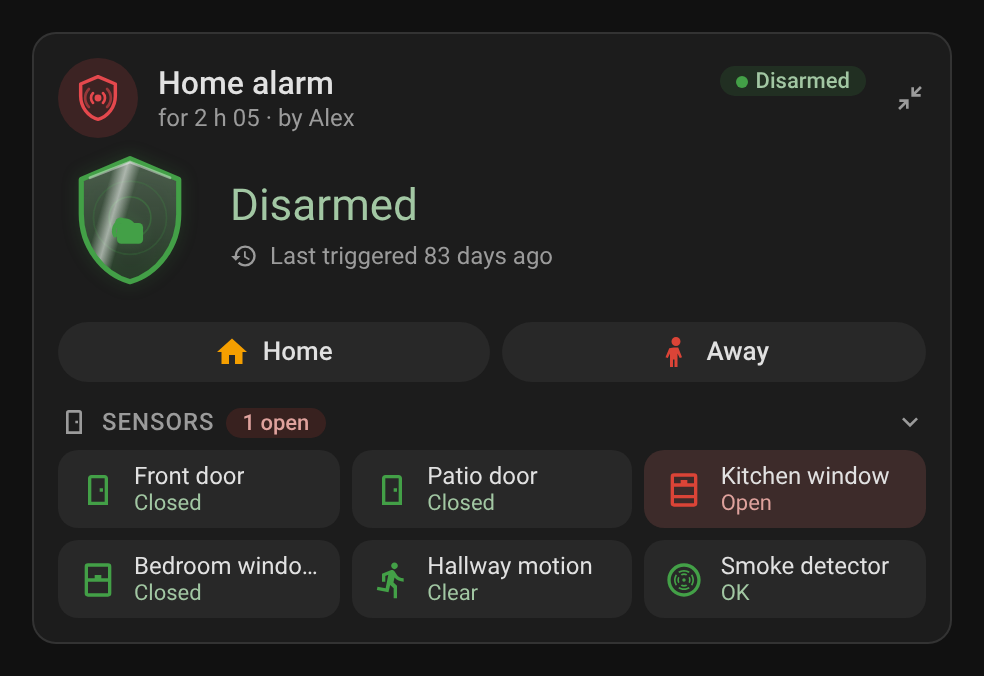 Home alarm
for 2 h 05 · by Alex
Disarmed
Disarmed
Last triggered 83 days ago
Home
Away
SENSORS
1 open
Front door
Closed
Patio door
Closed
Kitchen window
Open
Bedroom windo...
Closed
Hallway motion
Clear
Smoke detector
OK